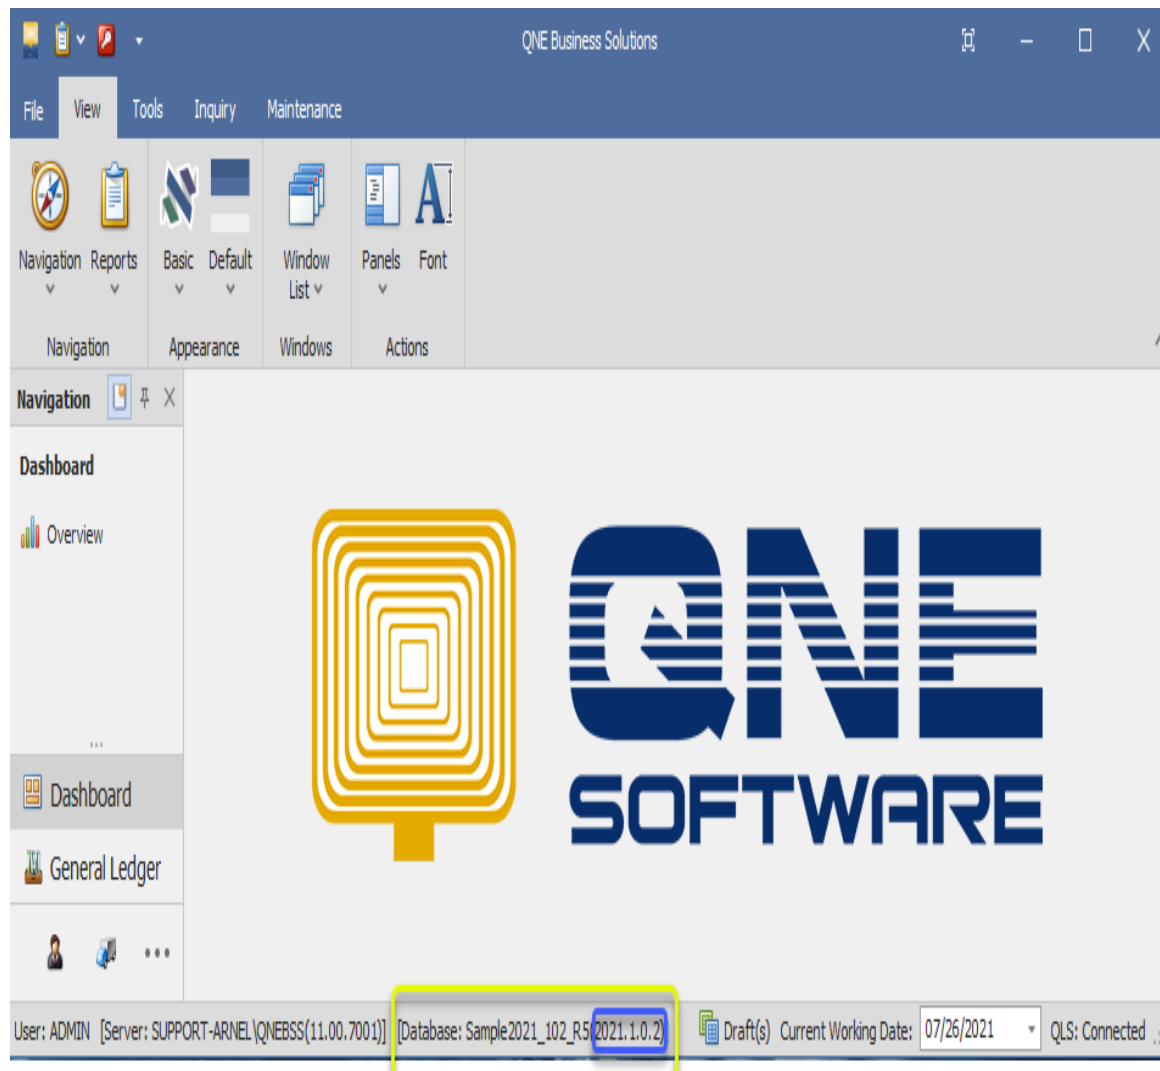 QNE Business Solutions
File View Tools Inquiry Maintenance
Navigation Reports Basic Default Window List Panels Font
Navigation Appearance Windows Actions
Navigation
Dashboard
Overview
QNE
SOFTWARE
Dashboard
General Ledger
User: ADMIN [Server: SUPPORT-ARNEL\QNEBSS(11.00.7001)] [Database: Sample2021_102_R5(2021.1.0.2) Draft(s) Current Working Date: 07/26/2021 QLS: Connected